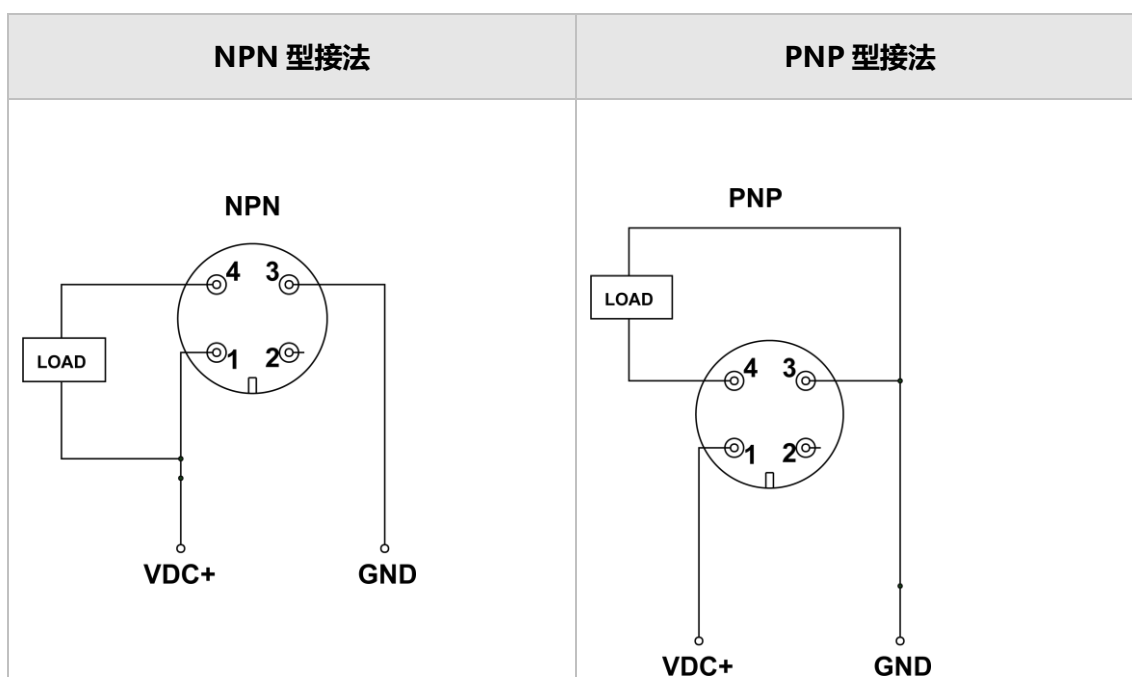 NPN 型接法
PNP 型接法
NPN
4 3
LOAD
1 2
VDC+ GND
PNP
LOAD
4 3
1 2
VDC+ GND